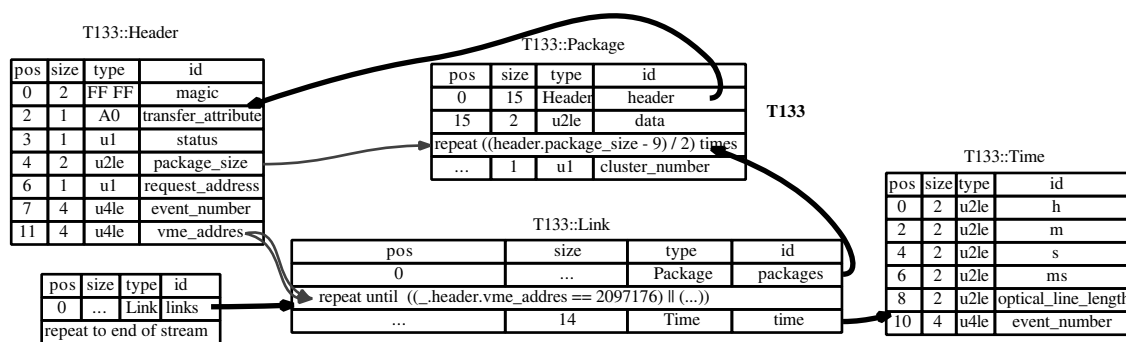 T133::Header
pos size type id
0 2 FF FF magic
2 1 A0 transfer_attribute
3 1 u1 status
4 2 u2le package_size
6 1 u1 request_address
7 4 u4le event_number
11 4 u4le vme_addres
T133::Package
pos size type id
0 15 Header header
15 2 u2le data
repeat ((header.package_size - 9) / 2) times
... 1 u1 cluster_number
T133
T133::Time
pos size type id
0 2 u2le h
2 2 u2le m
4 2 u2le s
6 2 u2le ms
8 2 u2le optical_line_length
10 4 u4le event_number
T133::Link
pos size type id
0 ... Package packages
repeat until ((_.header.vme_addres == 2097176) || (...))
... 14 Time time
pos size type id
0 ... Link links
repeat to end of stream